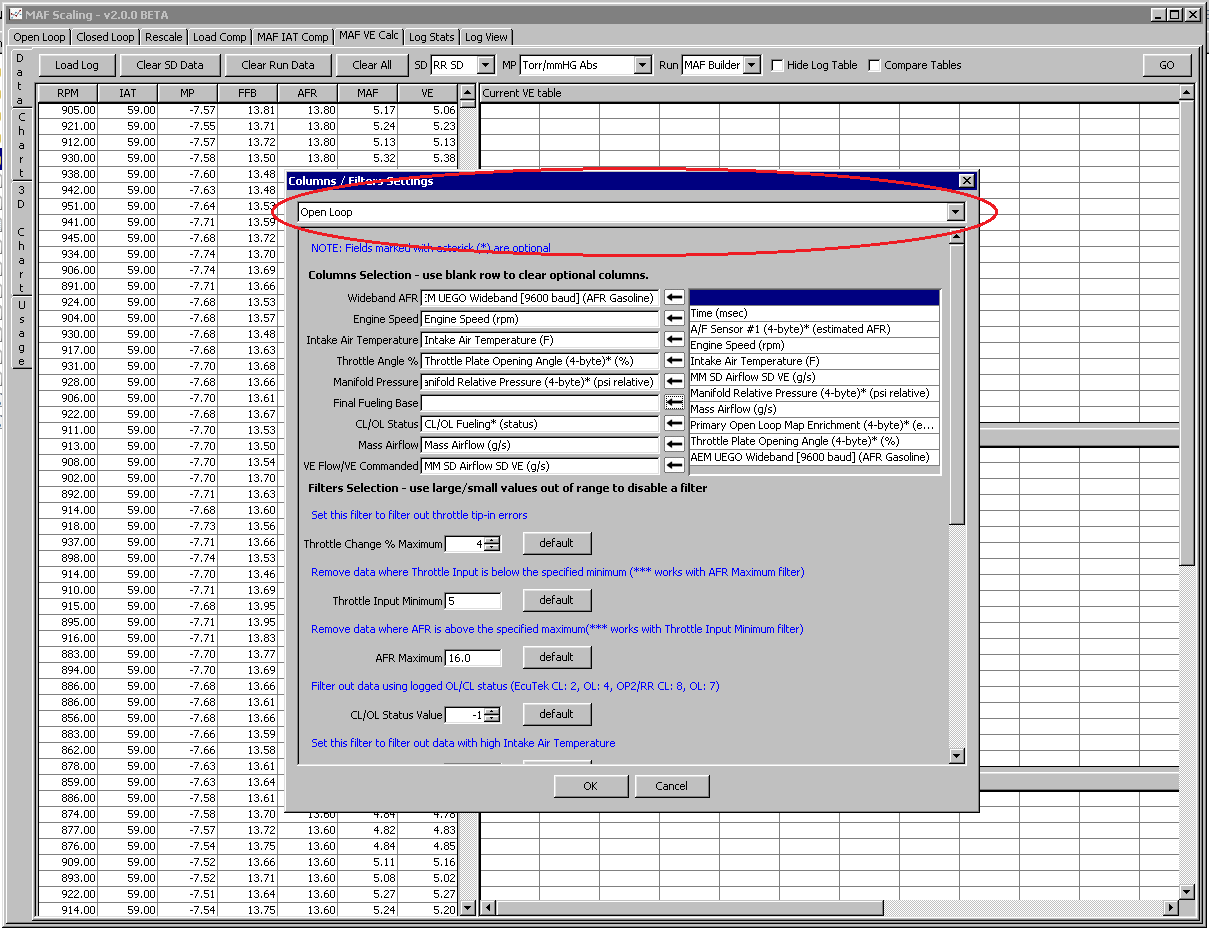 MAF Scaling - v2.0.0 BETA
Open Loop Closed Loop Rescale Load Comp MAF IAT Comp MAF VE Calc Log Stats Log View
Data
Chart
3D Chart
Usage
Load Log Clear SD Data Clear Run Data Clear All SD RR SD MP Torr/mmHG Abs Run MAF Builder Hide Log Table Compare Tables GO
RPM IAT MP FFB AFR MAF VE
905.00 59.00 -7.57 13.81 13.80 5.17 5.06
921.00 59.00 -7.55 13.71 13.80 5.24 5.23
912.00 59.00 -7.57 13.72 13.80 5.13 5.13
930.00 59.00 -7.58 13.50 13.80 5.32 5.38
938.00 59.00 -7.60 13.48
942.00 59.00 -7.63 13.48
951.00 59.00 -7.64 13.53
941.00 59.00 -7.71 13.59
945.00 59.00 -7.68 13.72
934.00 59.00 -7.74 13.70
906.00 59.00 -7.74 13.69
891.00 59.00 -7.71 13.66
924.00 59.00 -7.68 13.53
904.00 59.00 -7.68 13.57
930.00 59.00 -7.68 13.48
917.00 59.00 -7.68 13.63
931.00 59.00 -7.70 13.68
928.00 59.00 -7.68 13.66
906.00 59.00 -7.70 13.61
922.00 59.00 -7.68 13.67
911.00 59.00 -7.70 13.53
913.00 59.00 -7.70 13.50
908.00 59.00 -7.70 13.54
902.00 59.00 -7.70 13.70
892.00 59.00 -7.71 13.63
914.00 59.00 -7.68 13.60
918.00 59.00 -7.73 13.56
937.00 59.00 -7.71 13.66
898.00 59.00 -7.74 13.53
914.00 59.00 -7.70 13.46
910.00 59.00 -7.71 13.69
915.00 59.00 -7.68 13.95
895.00 59.00 -7.71 13.95
916.00 59.00 -7.71 13.83
883.00 59.00 -7.70 13.77
894.00 59.00 -7.70 13.69
886.00 59.00 -7.68 13.66
886.00 59.00 -7.68 13.61
856.00 59.00 -7.68 13.66
883.00 59.00 -7.66 13.59
862.00 59.00 -7.66 13.58
878.00 59.00 -7.63 13.61
859.00 59.00 -7.63 13.64
886.00 59.00 -7.58 13.61
874.00 59.00 -7.58 13.70 13.60 4.84 4.78
877.00 59.00 -7.57 13.72 13.60 4.82 4.83
876.00 59.00 -7.54 13.75 13.60 4.84 4.85
909.00 59.00 -7.52 13.66 13.60 5.11 5.16
893.00 59.00 -7.52 13.71 13.60 5.08 5.02
922.00 59.00 -7.51 13.64 13.60 5.27 5.27
914.00 59.00 -7.54 13.75 13.60 5.24 5.20
Current VE table
Columns / Filters Settings
Open Loop
NOTE: Fields marked with asterisk (*) are optional
Columns Selection - use blank row to clear optional columns.
Wideband AFR :M UEGO Wideband [9600 baud] (AFR Gasoline)
Engine Speed Engine Speed (rpm)
Intake Air Temperature Intake Air Temperature (F)
Throttle Angle % Throttle Plate Opening Angle (4-byte)* (%)
Manifold Pressure anifold Relative Pressure (4-byte)* (psi relative)
Final Fueling Base
CL/OL Status CL/OL Fueling* (status)
Mass Airflow Mass Airflow (g/s)
VE Flow/VE Commanded MM SD Airflow SD VE (g/s)
Time (msec)
A/F Sensor #1 (4-byte)* (estimated AFR)
Engine Speed (rpm)
Intake Air Temperature (F)
MM SD Airflow SD VE (g/s)
Manifold Relative Pressure (4-byte)* (psi relative)
Mass Airflow (g/s)
Primary Open Loop Map Enrichment (4-byte)* (e...
Throttle Plate Opening Angle (4-byte)* (%)
AEM UEGO Wideband [9600 baud] (AFR Gasoline)
Filters Selection - use large/small values out of range to disable a filter
Set this filter to filter out throttle tip-in errors
Throttle Change % Maximum 4 default
Remove data where Throttle Input is below the specified minimum (*** works with AFR Maximum filter)
Throttle Input Minimum 5 default
Remove data where AFR is above the specified maximum(*** works with Throttle Input Minimum filter)
AFR Maximum 16.0 default
Filter out data using logged OL/CL status (EcuTek CL: 2, OL: 4, OP2/RR CL: 8, OL: 7)
CL/OL Status Value -1 default
Set this filter to filter out data with high Intake Air Temperature
OK Cancel